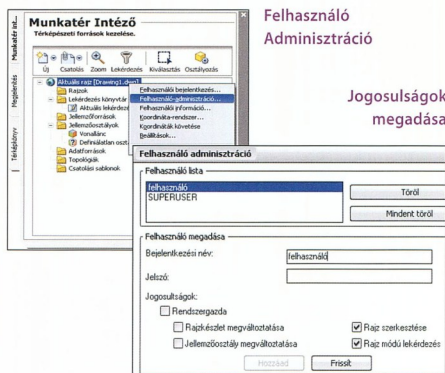 Felhasználó
Adminisztráció
Jogosulságok
megadása
Munkatér Int...
Megjelenítés
Térképkönyv
Munkatér Intéző
Térképészeti források kezelése.
Új
Csatolás
Zoom
Lekérdezés
Kiválasztás
Osztályozás
Aktuális rajz [Drawing1.dwg]
Rajzok
Lekérdezés könyvtár
Aktuális lekérdez
Jellemzőforrások
Jellemzőosztályok
Vonallánc
Definiálatlan oszt
Adatforrások
Topológiák
Csatolási sablonok
Felhasználói bejelentkezés...
Felhasználó-adminisztráció...
Felhasználói információ...
Koordináta-rendszer...
Koordináták követése
Beállítások...
Felhasználó adminisztráció
Felhasználó lista
felhasználó
SUPERUSER
Töröl
Mindent töröl
Felhasználó megadása
Bejelentkezési név:
felhasználó
Jelszó:
Jogosultságok:
Rendszergazda
Rajzkészlet megváltoztatása
Rajz szerkesztése
Jellemzőosztály megváltoztatása
Rajz módú lekérdezés
Hozzáad
Frissít